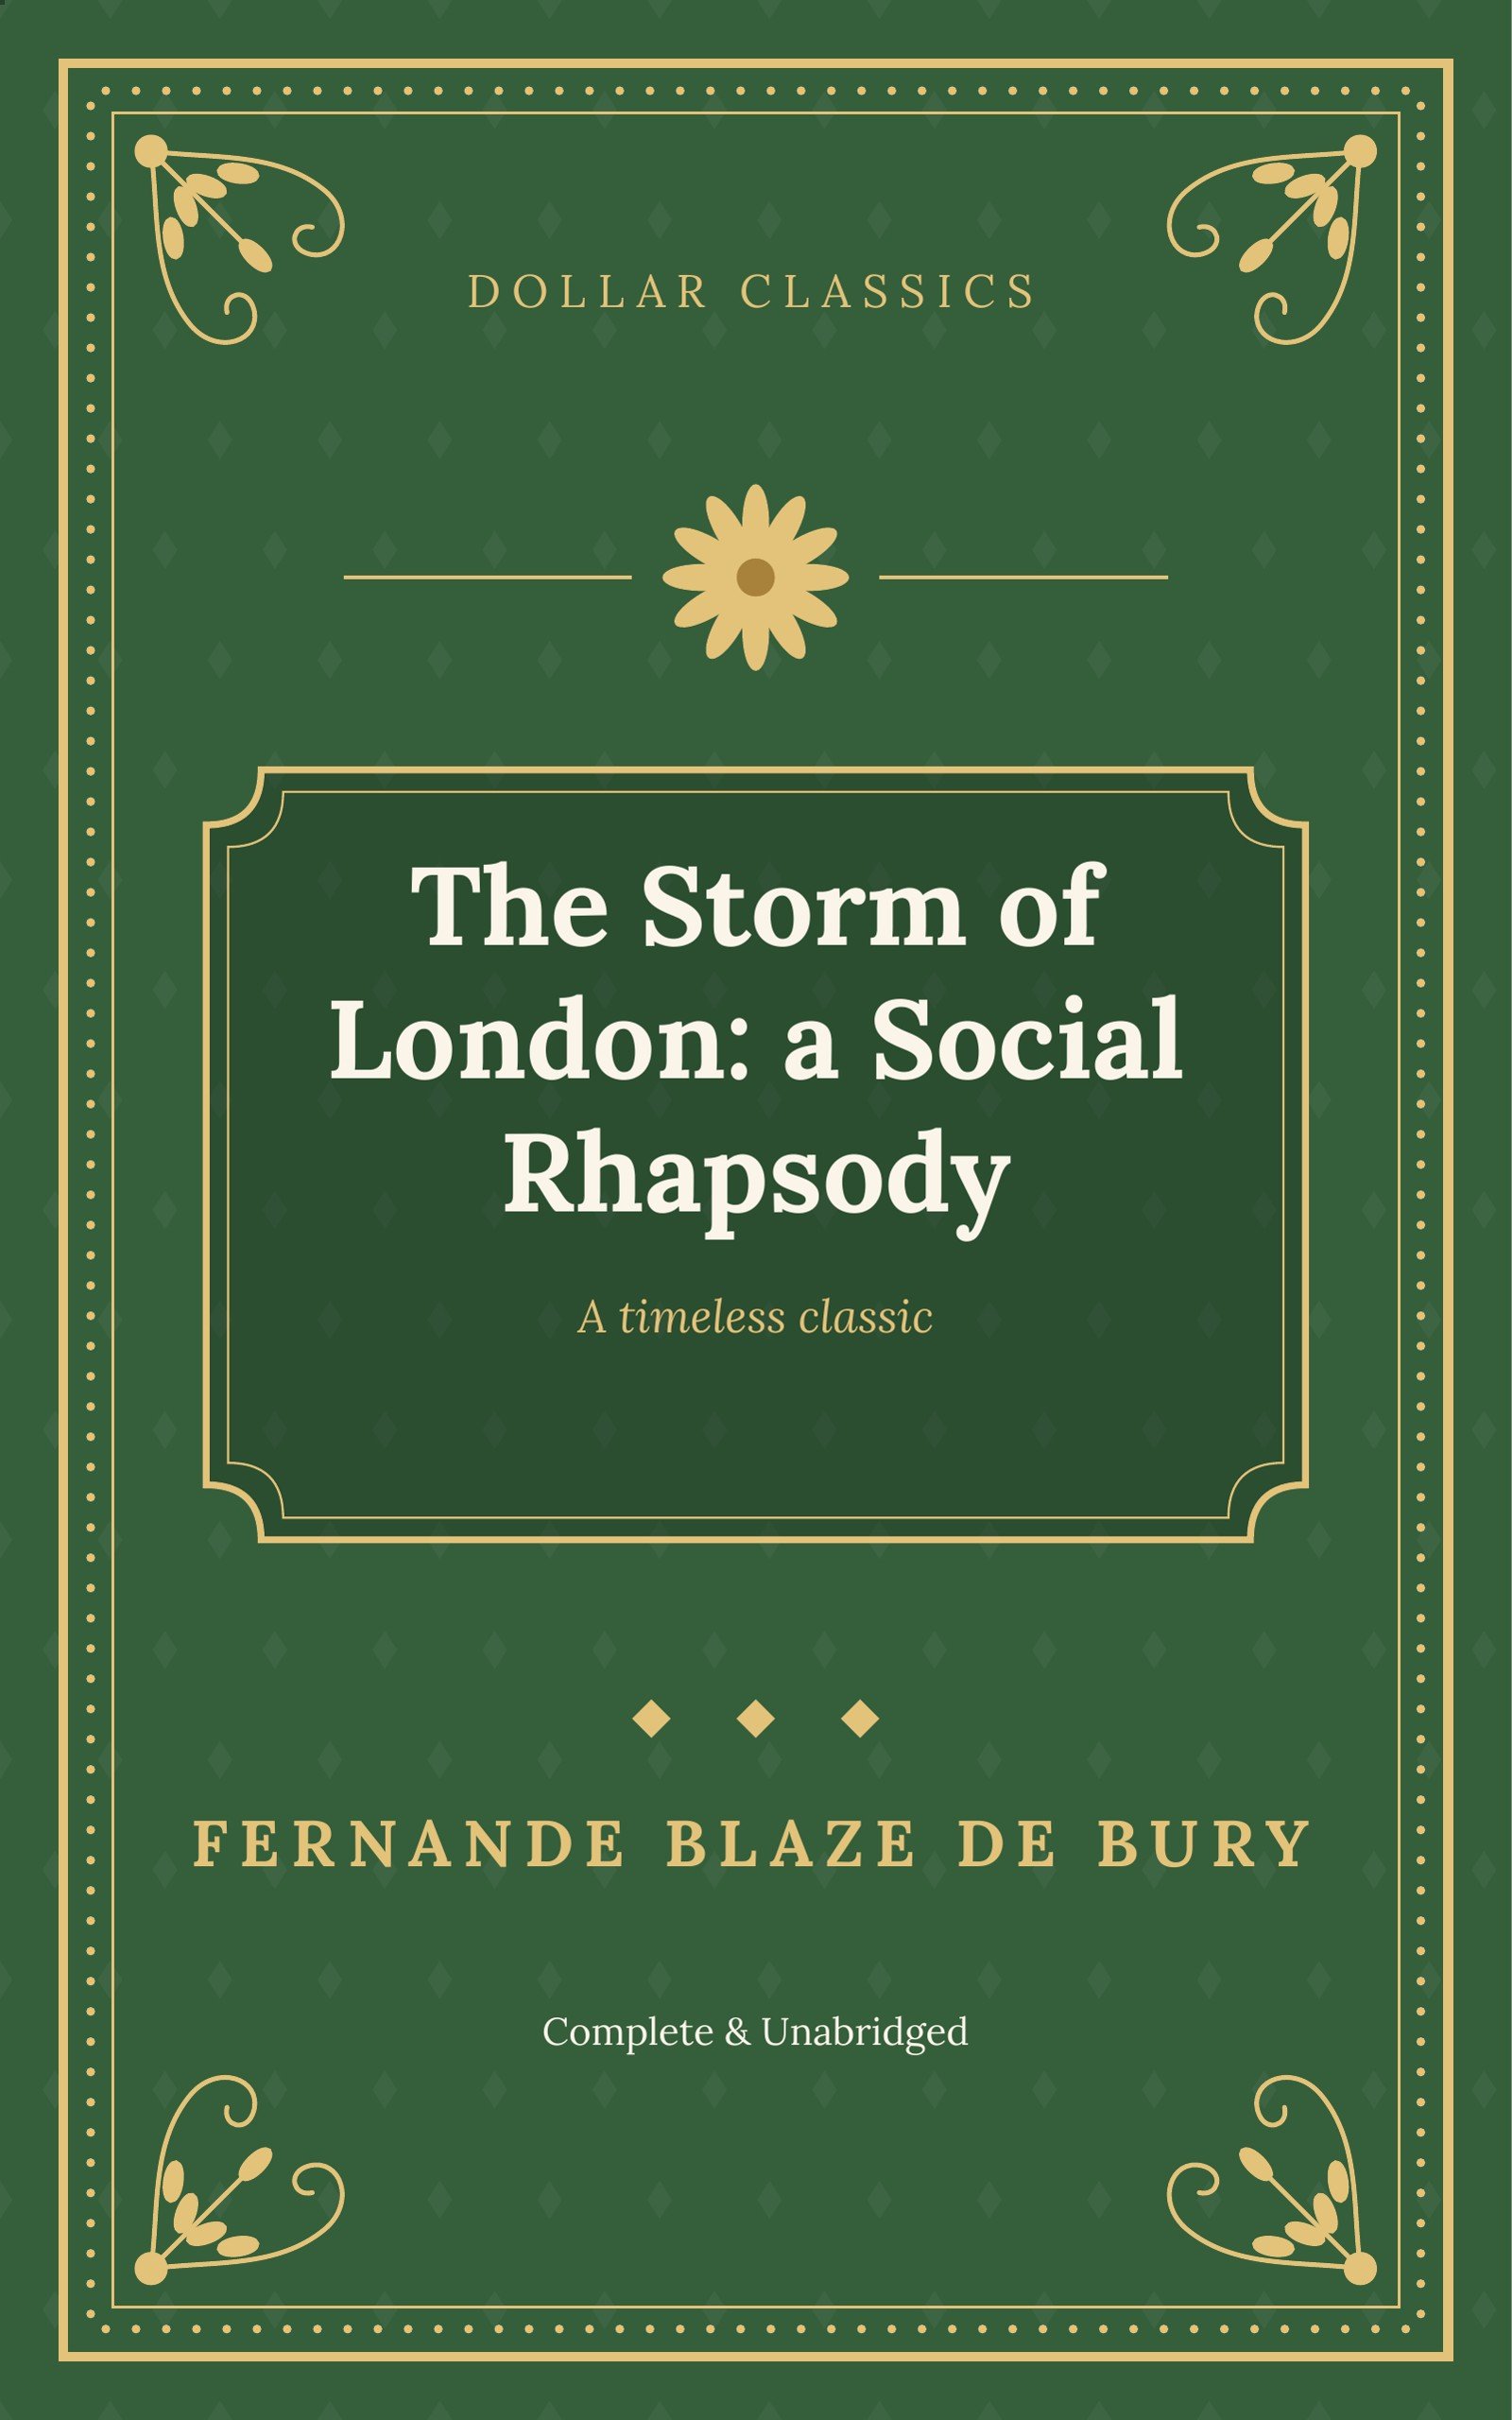 DOLLAR CLASSICS
The Storm of
London: a Social
Rhapsody
A timeless classic
FERNANDE BLAZE DE BURY
Complete & Unabridged